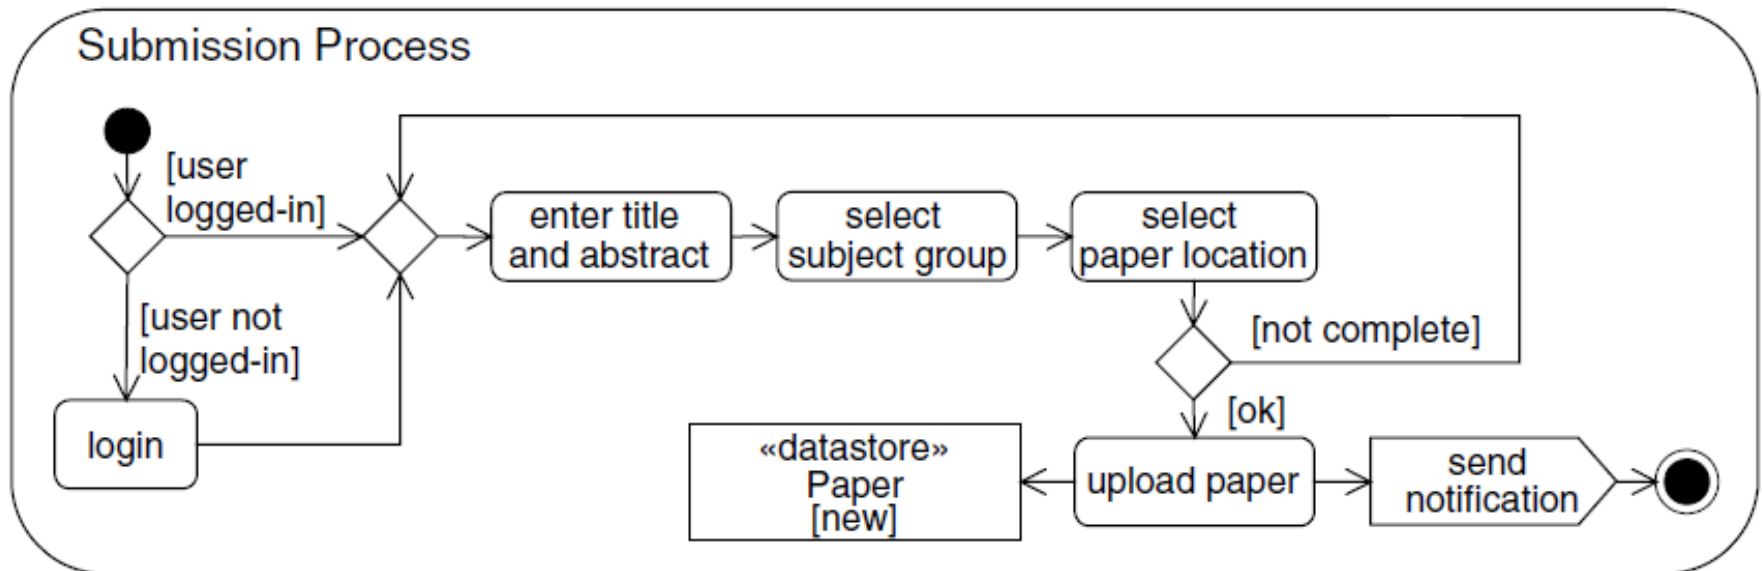 Submission Process
[user
logged-in]
enter title
and abstract
select
subject group
select
paper location
[user not
logged-in]
[not complete]
login
[ok]
«datastore»
Paper
[new]
upload paper
send
notification